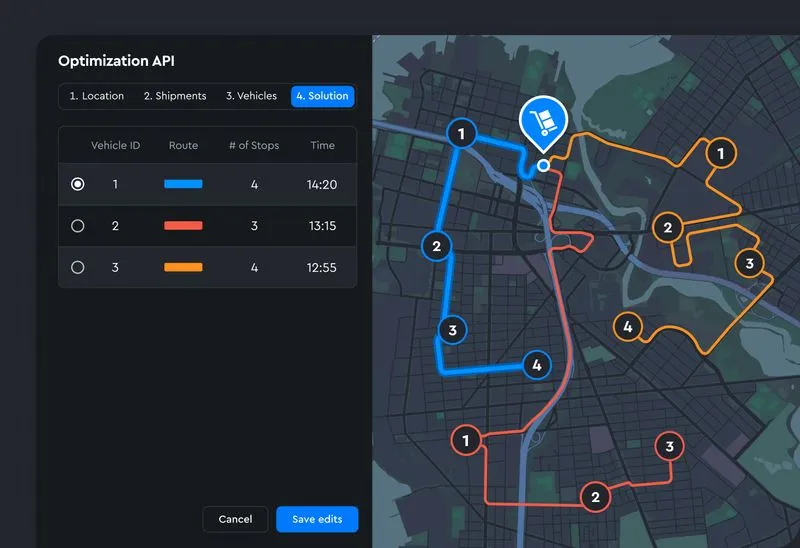 Optimization API
1. Location 2. Shipments 3. Vehicles 4. Solution
Vehicle ID Route # of Stops Time
1 4 14:20
2 3 13:15
3 4 12:55
Cancel Save edits
1
1
2
2
3
3
4
4
1
3
2